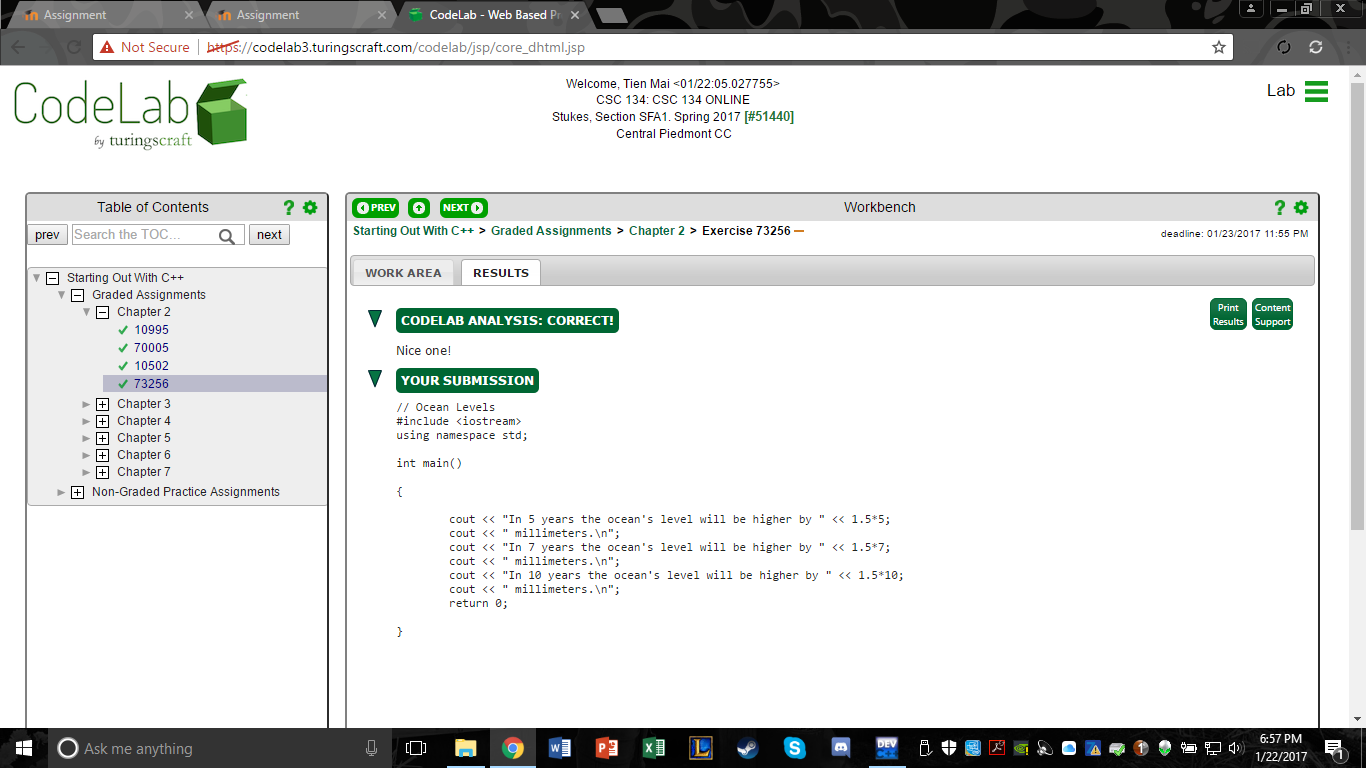 Assignment
Assignment
CodeLab - Web Based Pr
Not Secure
https://codelab3.turingscraft.com/codelab/jsp/core_dhtml.jsp
CodeLab
by turingscraft
Welcome, Tien Mai <01/22:05.027755>
CSC 134: CSC 134 ONLINE
Stukes, Section SFA1. Spring 2017 [#51440]
Central Piedmont CC
Lab
Table of Contents
?
prev
Search the TOC...
next
Starting Out With C++
Graded Assignments
Chapter 2
10995
70005
10502
73256
Chapter 3
Chapter 4
Chapter 5
Chapter 6
Chapter 7
Non-Graded Practice Assignments
PREV
NEXT
Workbench
?
Starting Out With C++ > Graded Assignments > Chapter 2 > Exercise 73256
deadline: 01/23/2017 11:55 PM
WORK AREA
RESULTS
CODELAB ANALYSIS: CORRECT!
Print
Results
Content
Support
Nice one!
YOUR SUBMISSION
// Ocean Levels
#include <iostream>
using namespace std;
int main()
{
cout << "In 5 years the ocean's level will be higher by " << 1.5*5;
cout << " millimeters.\n";
cout << "In 7 years the ocean's level will be higher by " << 1.5*7;
cout << " millimeters.\n";
cout << "In 10 years the ocean's level will be higher by " << 1.5*10;
cout << " millimeters.\n";
return 0;
}
Ask me anything
DEV
6:57 PM
1/22/2017
1